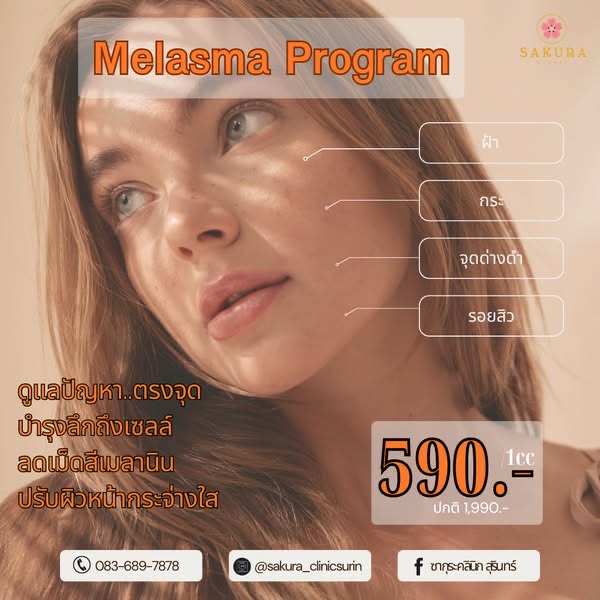 Melasma Program
SAKURA
CLINIC
ฝ้า
กระ
จุดด่างดำ
รอยสิว
ดูแลปัญหา..ตรงจุด
บำรุงลึกถึงเซลล์
ลดเม็ดสีเมลานิน
ปรับผิวหน้ากระจ่างใส
590.- /1cc
ปกติ 1,990.-
083-689-7878
@sakura_clinicsurin
ซากุระคลินิก สุรินทร์